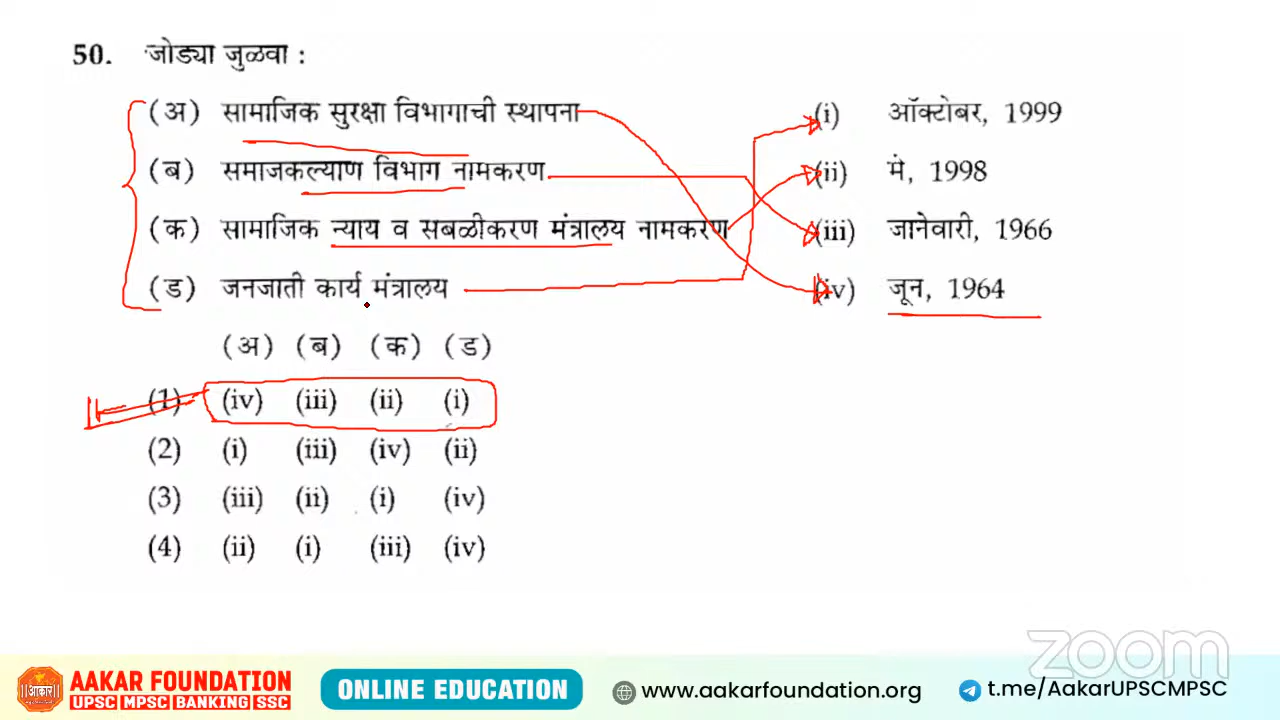 50. जोड्या जुळवा :
(अ) सामाजिक सुरक्षा विभागाची स्थापना (i) ऑक्टोबर, 1999
(ब) समाजकल्याण विभाग नामकरण (ii) मे, 1998
(क) सामाजिक न्याय व सबळीकरण मंत्रालय नामकरण (iii) जानेवारी, 1966
(ड) जनजाती कार्य मंत्रालय (iv) जून, 1964
(अ) (ब) (क) (ड)
(1) (iv) (iii) (ii) (i)
(2) (i) (iii) (iv) (ii)
(3) (iii) (ii) (i) (iv)
(4) (ii) (i) (iii) (iv)
zoom
॥आकार॥ AAKAR FOUNDATION
UPSC MPSC BANKING SSC
ONLINE EDUCATION
www.aakarfoundation.org
t.me/AakarUPSCMPSC